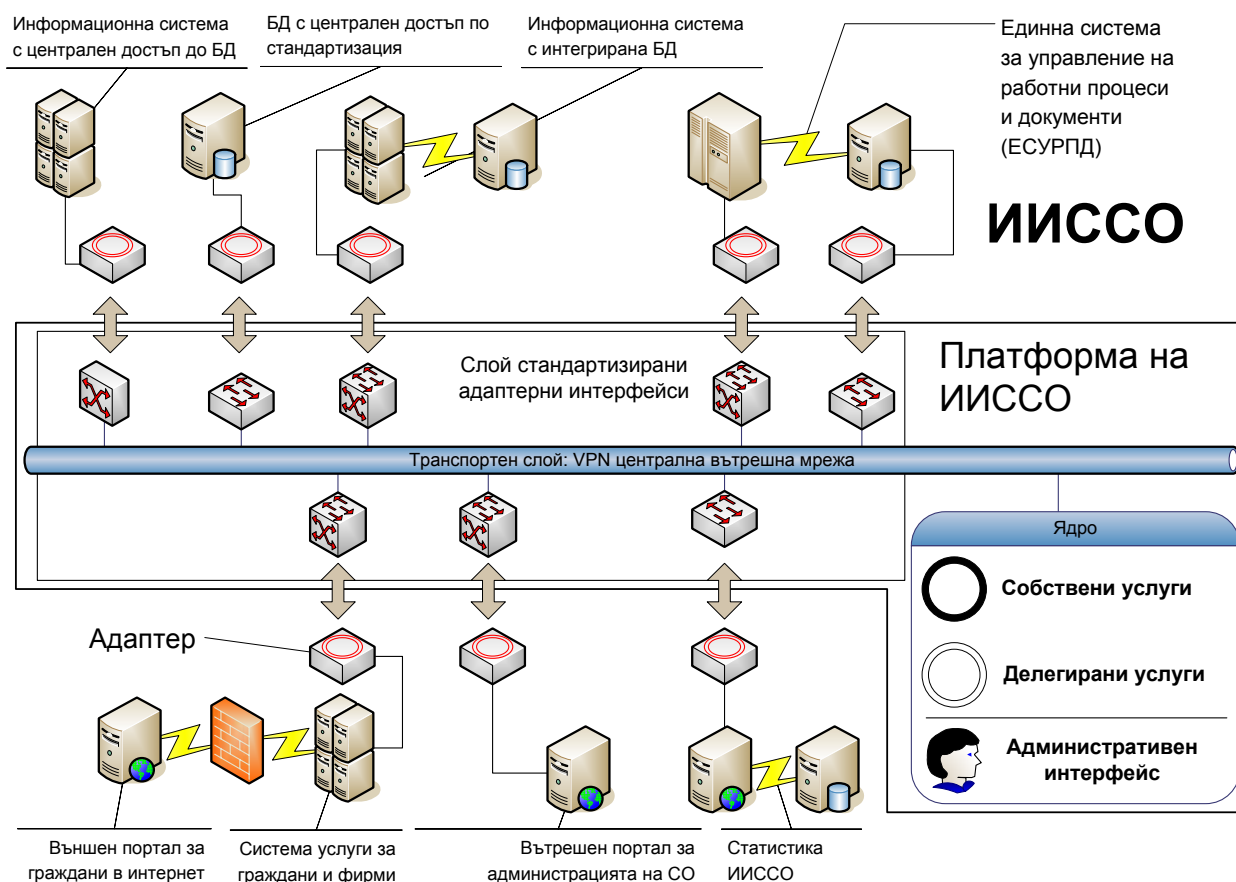 Информационна система
с централен достъп до БД
БД с централен достъп по
стандартизация
Информационна система
с интегрирана БД
Единна система
за управление на
работни процеси
и документи
(ЕСУРПД)
ИИССО
Платформа на
ИИССО
Слой стандартизирани
адаптерни интерфейси
Транспортен слой: VPN централна вътрешна мрежа
Ядро
Собствени услуги
Делегирани услуги
Административен
интерфейс
Адаптер
Външен портал за
граждани в интернет
Система услуги за
граждани и фирми
Вътрешен портал за
администрацията на СО
Статистика
ИИССО